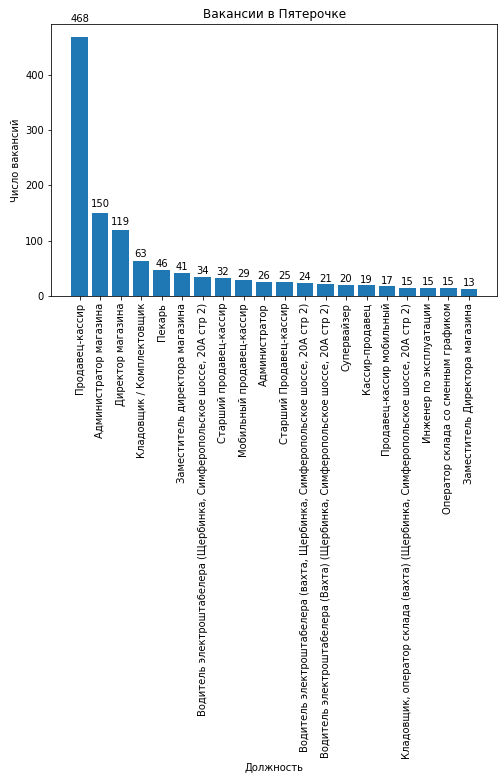 Вакансии в Пятерочке
Число вакансий
400
300
200
100
0
468
150
119
63
46
41
34
32
29
26
25
24
21
20
19
17
15
15
15
13
Продавец-кассир
Администратор магазина
Директор магазина
Кладовщик / Комплектовщик
Пекарь
Заместитель директора магазина
Водитель электроштабелера (Щербинка, Симферопольское шоссе, 20А стр 2)
Старший продавец-кассир
Мобильный продавец-кассир
Администратор
Старший Продавец-кассир
Водитель электроштабелера (вахта, Щербинка, Симферопольское шоссе, 20А стр 2)
Водитель электроштабелера (Вахта) (Щербинка, Симферопольское шоссе, 20А стр 2)
Супервайзер
Кассир-продавец
Продавец-кассир мобильный
Кладовщик, оператор склада (вахта) (Щербинка, Симферопольское шоссе, 20А стр 2)
Инженер по эксплуатации
Оператор склада со сменным графиком
Заместитель Директора магазина
Должность